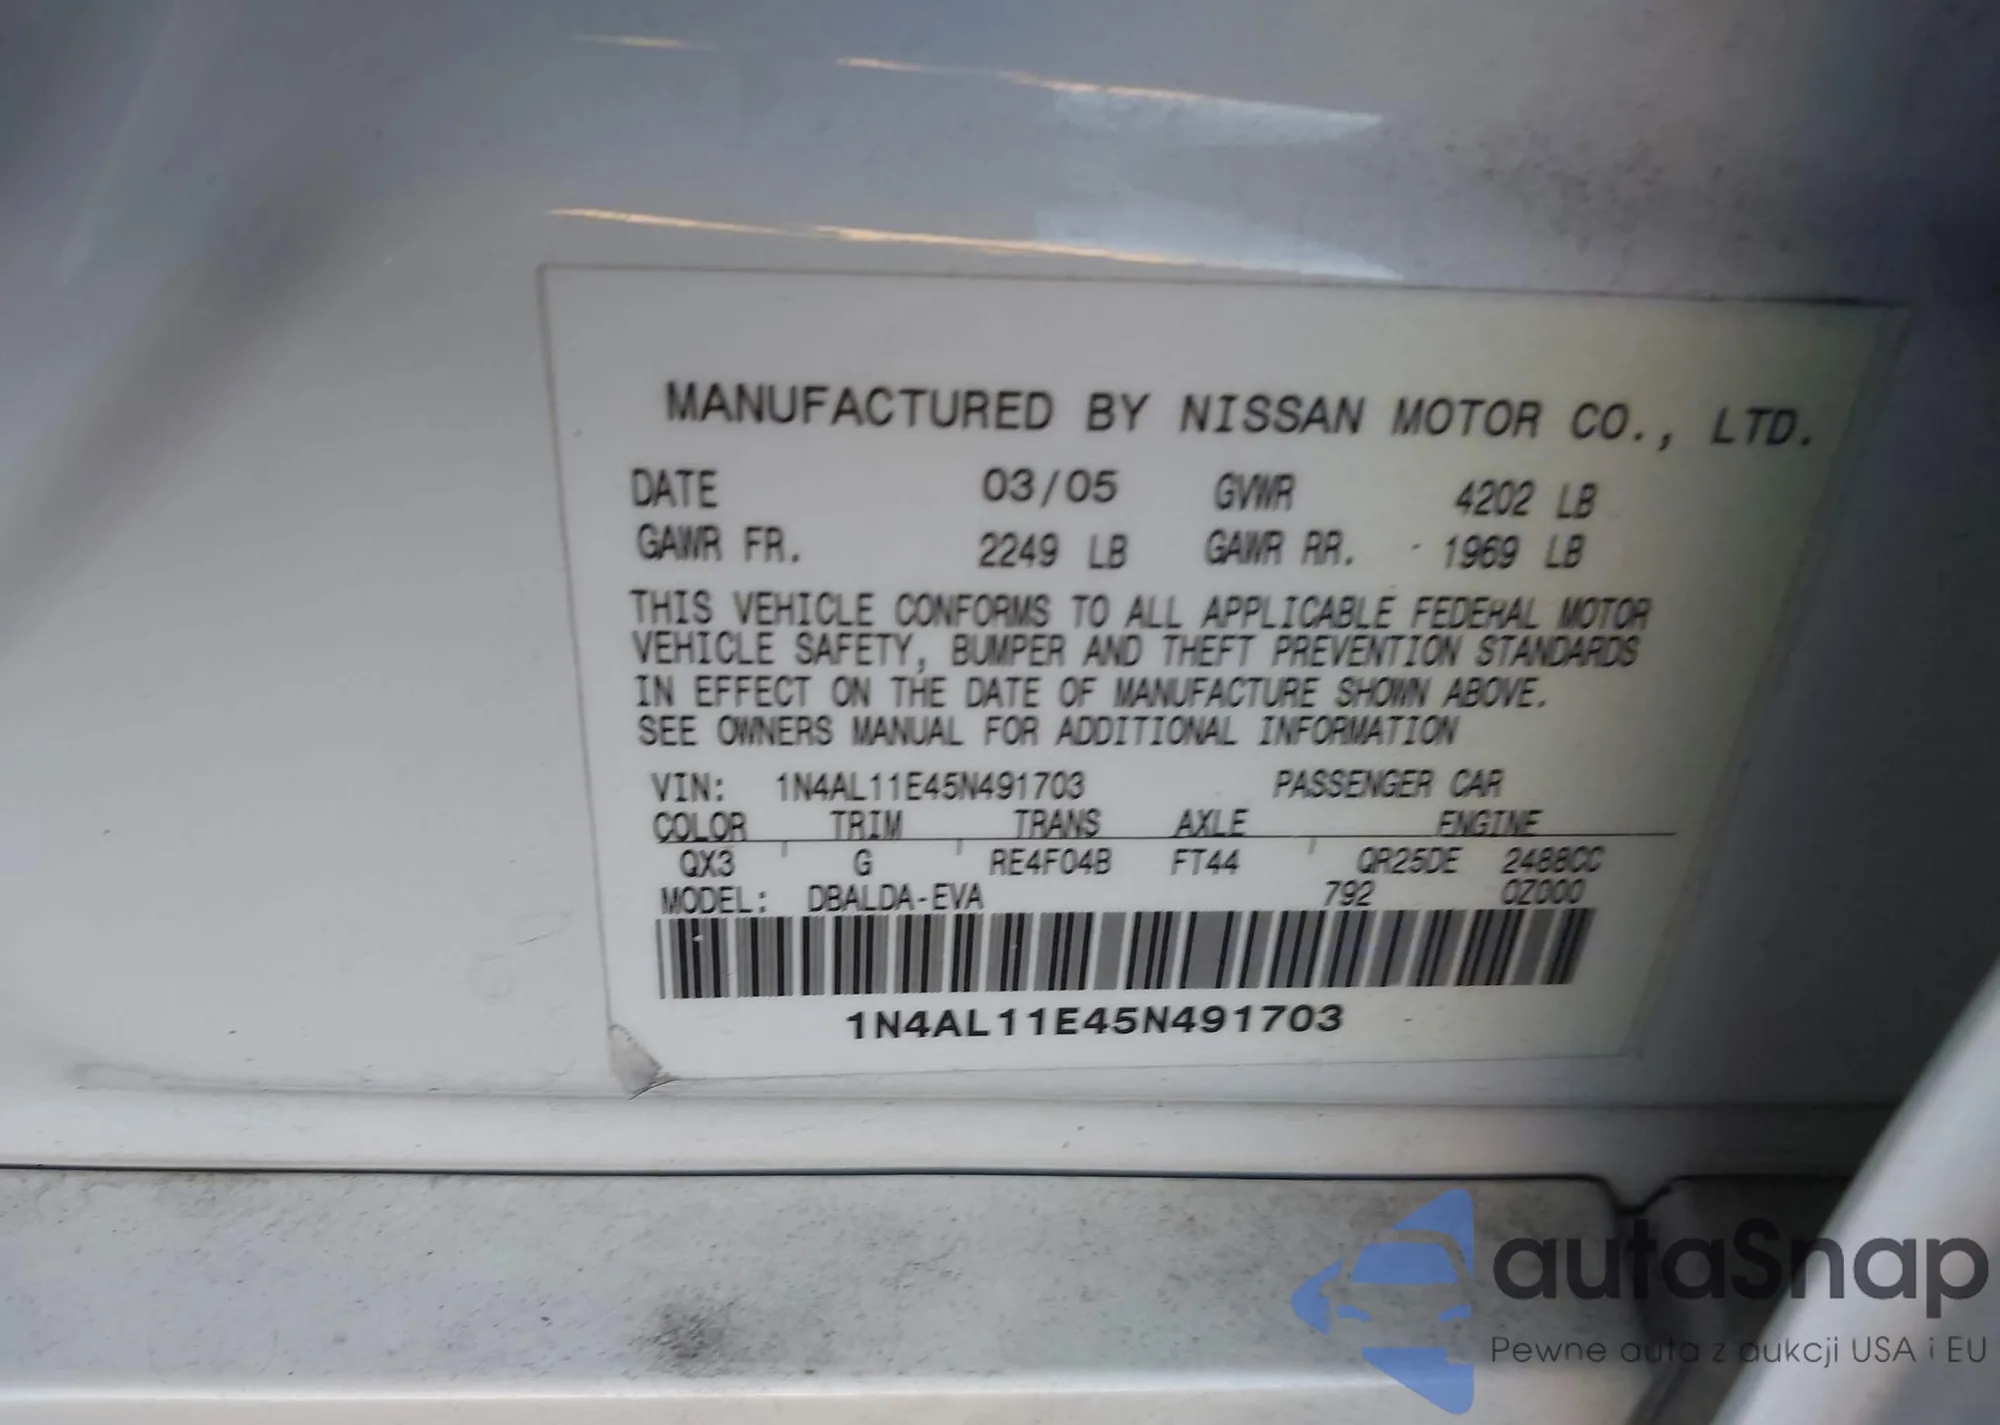 MANUFACTURED BY NISSAN MOTOR CO., LTD.
DATE 03/05 GVWR 4202 LB
GAWR FR. 2249 LB GAWR RR. 1969 LB
THIS VEHICLE CONFORMS TO ALL APPLICABLE FEDERAL MOTOR
VEHICLE SAFETY, BUMPER AND THEFT PREVENTION STANDARDS
IN EFFECT ON THE DATE OF MANUFACTURE SHOWN ABOVE.
SEE OWNERS MANUAL FOR ADDITIONAL INFORMATION
VIN: 1N4AL11E45N491703 PASSENGER CAR
COLOR TRIM TRANS AXLE ENGINE
QX3 G RE4F04B FT44 QR25DE 2488CC
MODEL: DBALDA-EVA 792 0Z000
1N4AL11E45N491703
autaSnap
Pewne auta z aukcji USA i EU